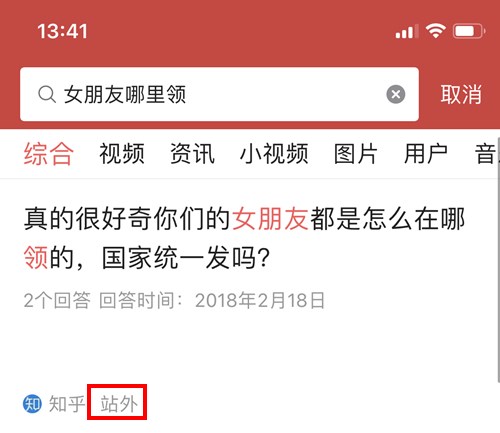 13:41
女朋友哪里领 取消
综合 视频 资讯 小视频 图片 用户 音
真的很好奇你们的女朋友都是怎么在哪
领的，国家统一发吗？
2个回答 回答时间：2018年2月18日
知 知乎 站外